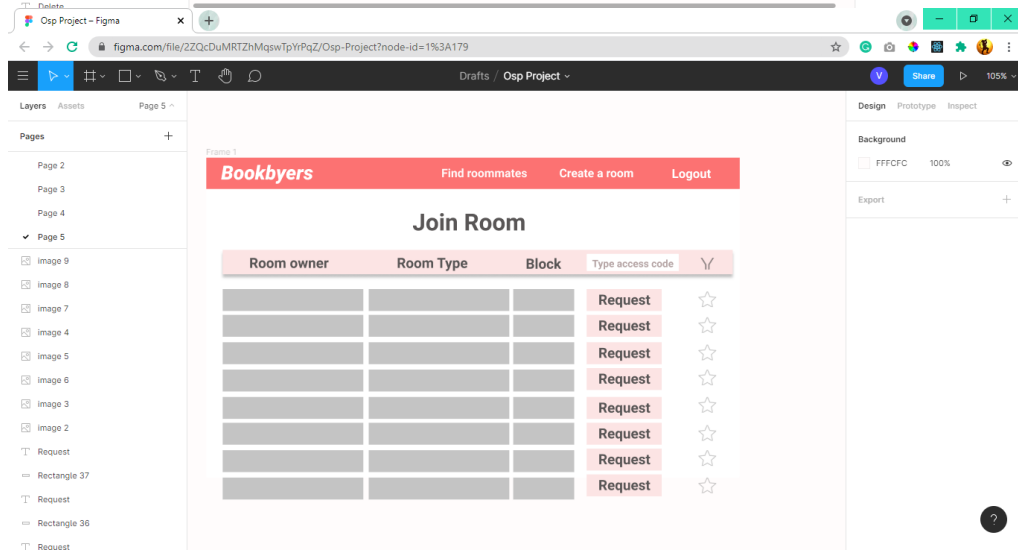 Delete
Osp Project – Figma
figma.com/file/2ZQcDuMRTZhMqswTpYrPqZ/Osp-Project?node-id=1%3A179
Drafts / Osp Project
V
Share
105%
Layers Assets Page 5
Design Prototype Inspect
Pages
Background
Page 2
FFFCFC 100%
Page 3
Export
Page 4
Page 5
image 9
image 8
image 7
image 4
image 5
image 6
image 3
image 2
Request
Rectangle 37
Request
Rectangle 36
Request
Frame 1
Bookbyers Find roommates Create a room Logout
Join Room
Room owner Room Type Block Type access code
Request
Request
Request
Request
Request
Request
Request
Request
?